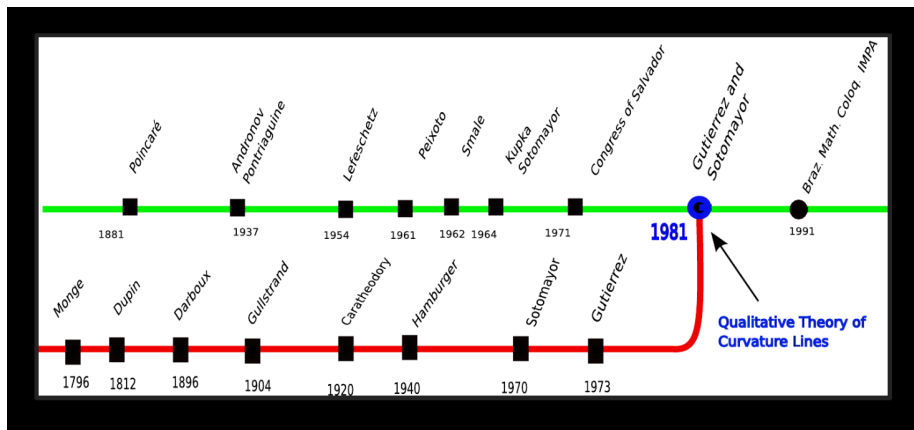 Poincaré
Andronov
Pontriaguine
Lefeschetz
Peixoto
Smale
Kupka
Sotomayor
Congress of Salvador
Gutierrez and
Sotomayor
Braz. Math. Coloq. IMPA
1881
1937
1954
1961
1962
1964
1971
1981
1991
Monge
Dupin
Darboux
Gullstrand
Caratheodory
Hamburger
Sotomayor
Gutierrez
Qualitative Theory of
Curvature Lines
1796
1812
1896
1904
1920
1940
1970
1973